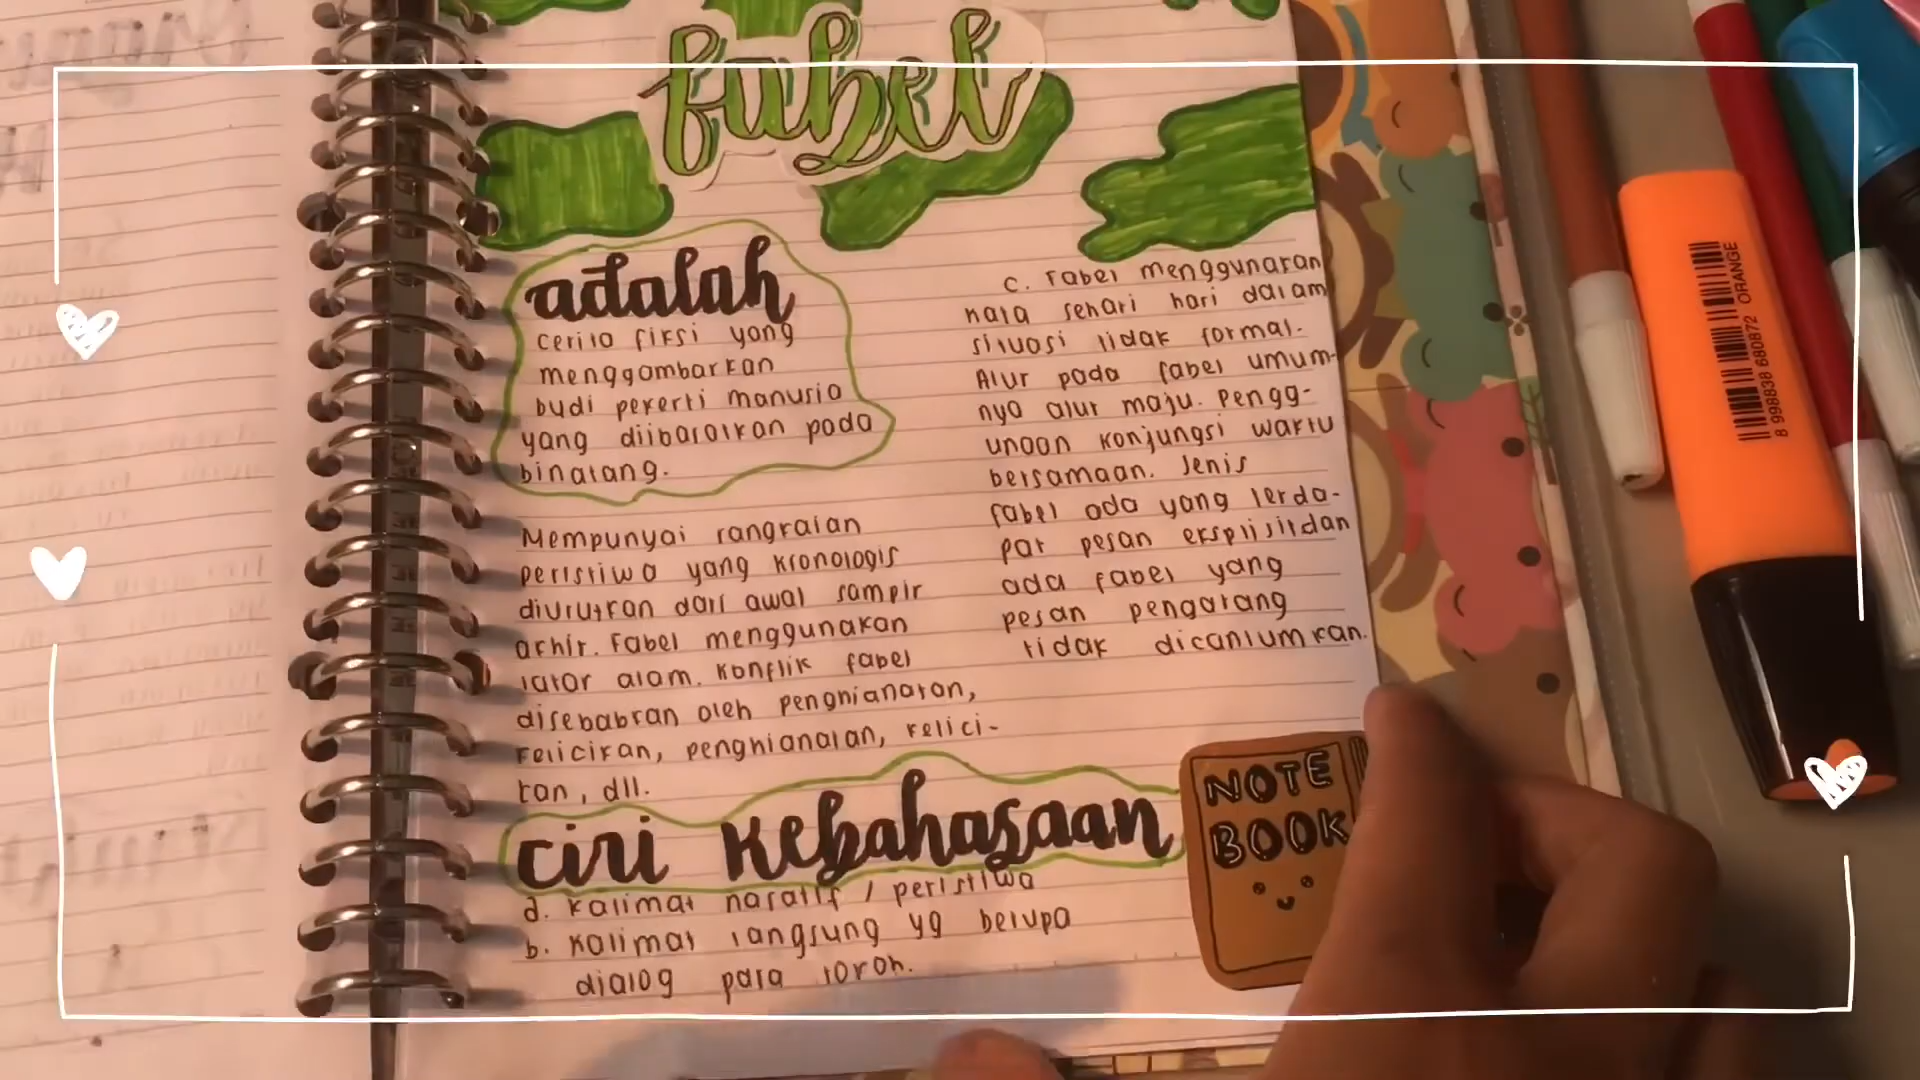 fabel
adalah
cerita fiksi yang
menggambarkan
budi pekerti manusia
yang diibaratkan pada
binatang.
Mempunyai rangkaian
peristiwa yang kronologis
diurutkan dari awal sampir
akhir. Fabel menggunakan
latar alam. Konflik fabel
disebabkan oleh penghianatan,
kelicikan, penghianatan, kelici-
kan, dll.
ciri kebahasaan
a. kalimat naratif / peristiwa
b. kalimat langsung yg berupa
dialog para tokoh.
c. Fabel menggunakan
kata sehari hari dalam
situasi tidak formal.
Alur pada fabel umum-
nya alur maju. Pengg-
unaan konjungsi waktu
bersamaan. Jenis
fabel ada yang terda-
pat pesan eksplisitdan
ada fabel yang
pesan pengarang
tidak dicantumkan.
NOTE
BOOK
8 998838 680872 ORANGE